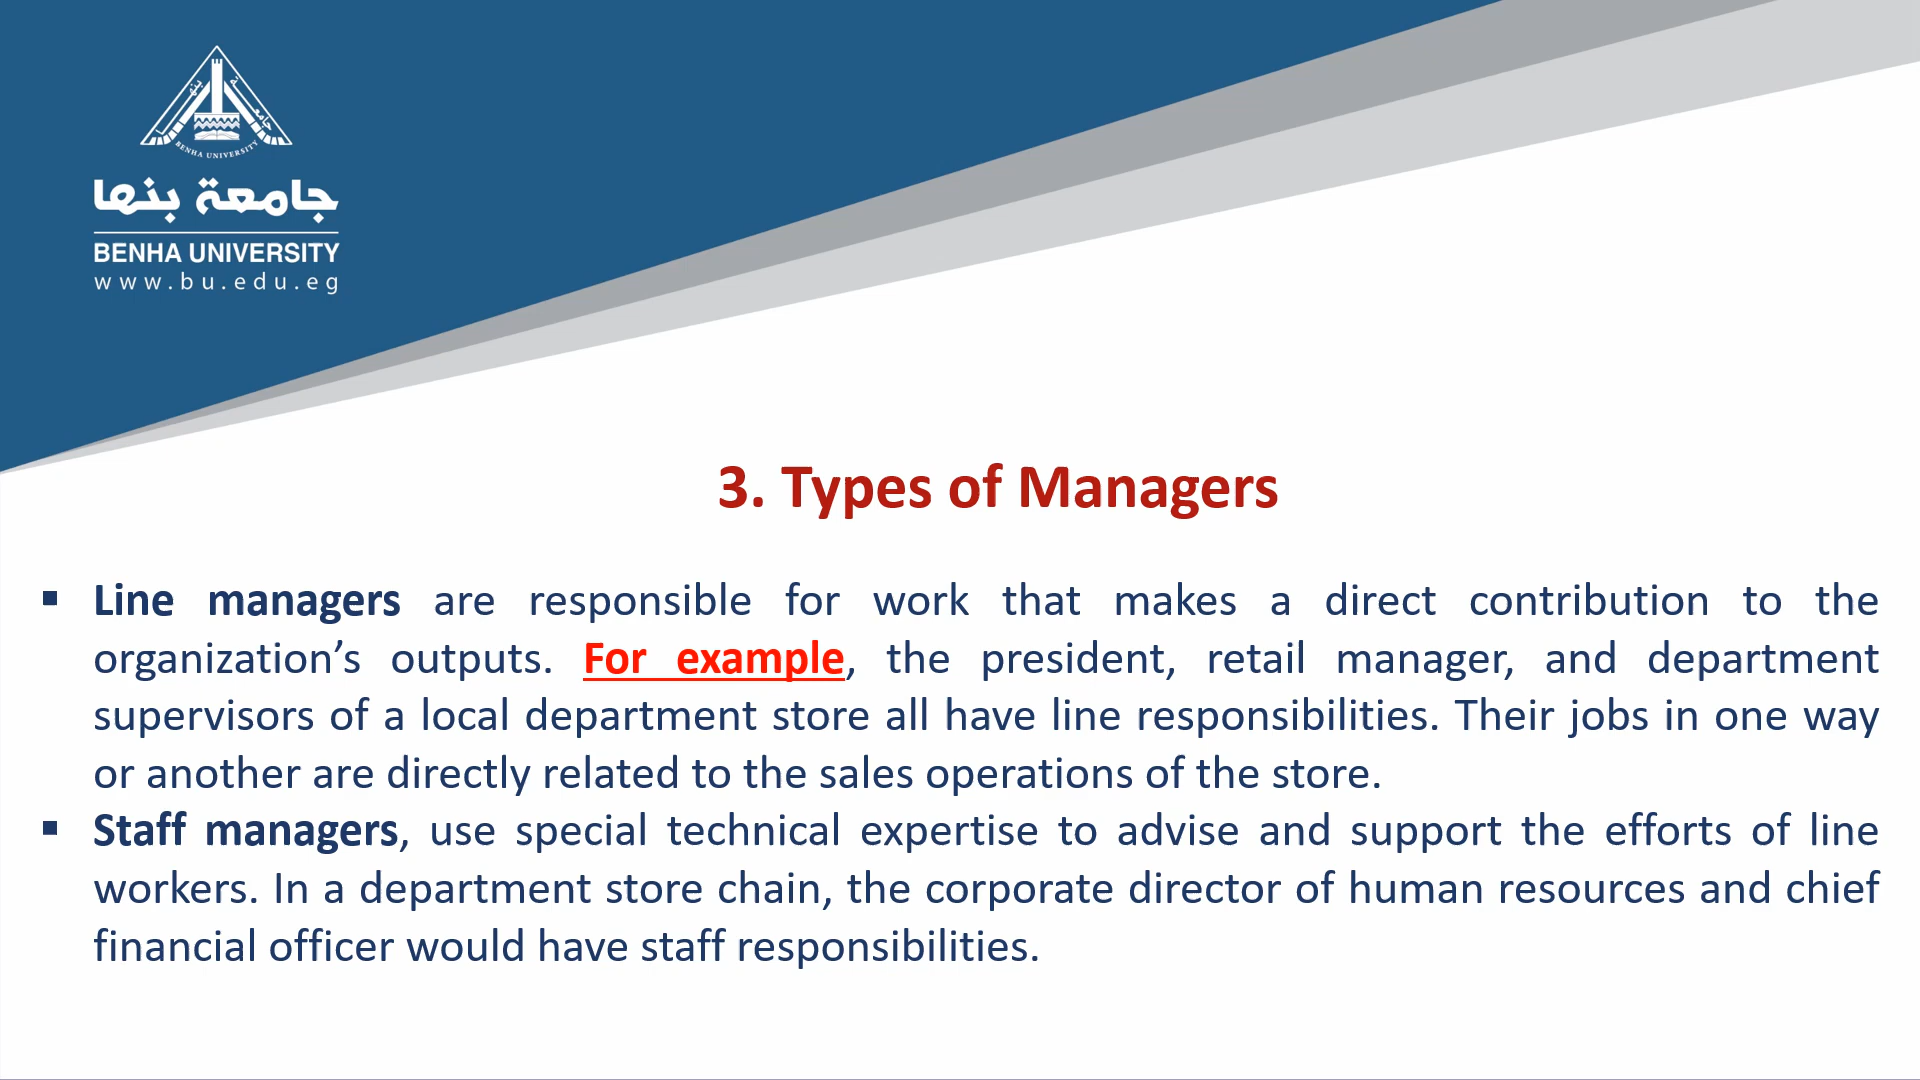 BENHA UNIVERSITY
جامعة بنها
BENHA UNIVERSITY
www.bu.edu.eg
3. Types of Managers
▪ Line managers are responsible for work that makes a direct contribution to the
organization’s outputs. For example, the president, retail manager, and department
supervisors of a local department store all have line responsibilities. Their jobs in one way
or another are directly related to the sales operations of the store.
▪ Staff managers, use special technical expertise to advise and support the efforts of line
workers. In a department store chain, the corporate director of human resources and chief
financial officer would have staff responsibilities.